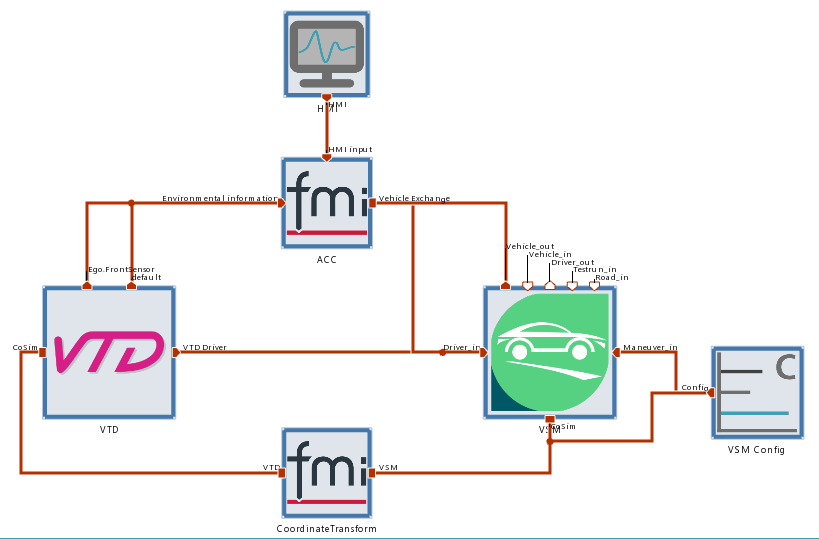 HMI
HMI
HMI input
Environmental information
Vehicle Exchange
fmi
ACC
Vehicle_out
Vehicle_in
Driver_out
Testrun_in
Road_in
Ego.FrontSensor
default
CoSim
VTD
VTD Driver
Driver_in
Maneuver_in
C
Config
VTD
VSM
CoSim
VSM Config
VTD
fmi
VSM
CoordinateTransform